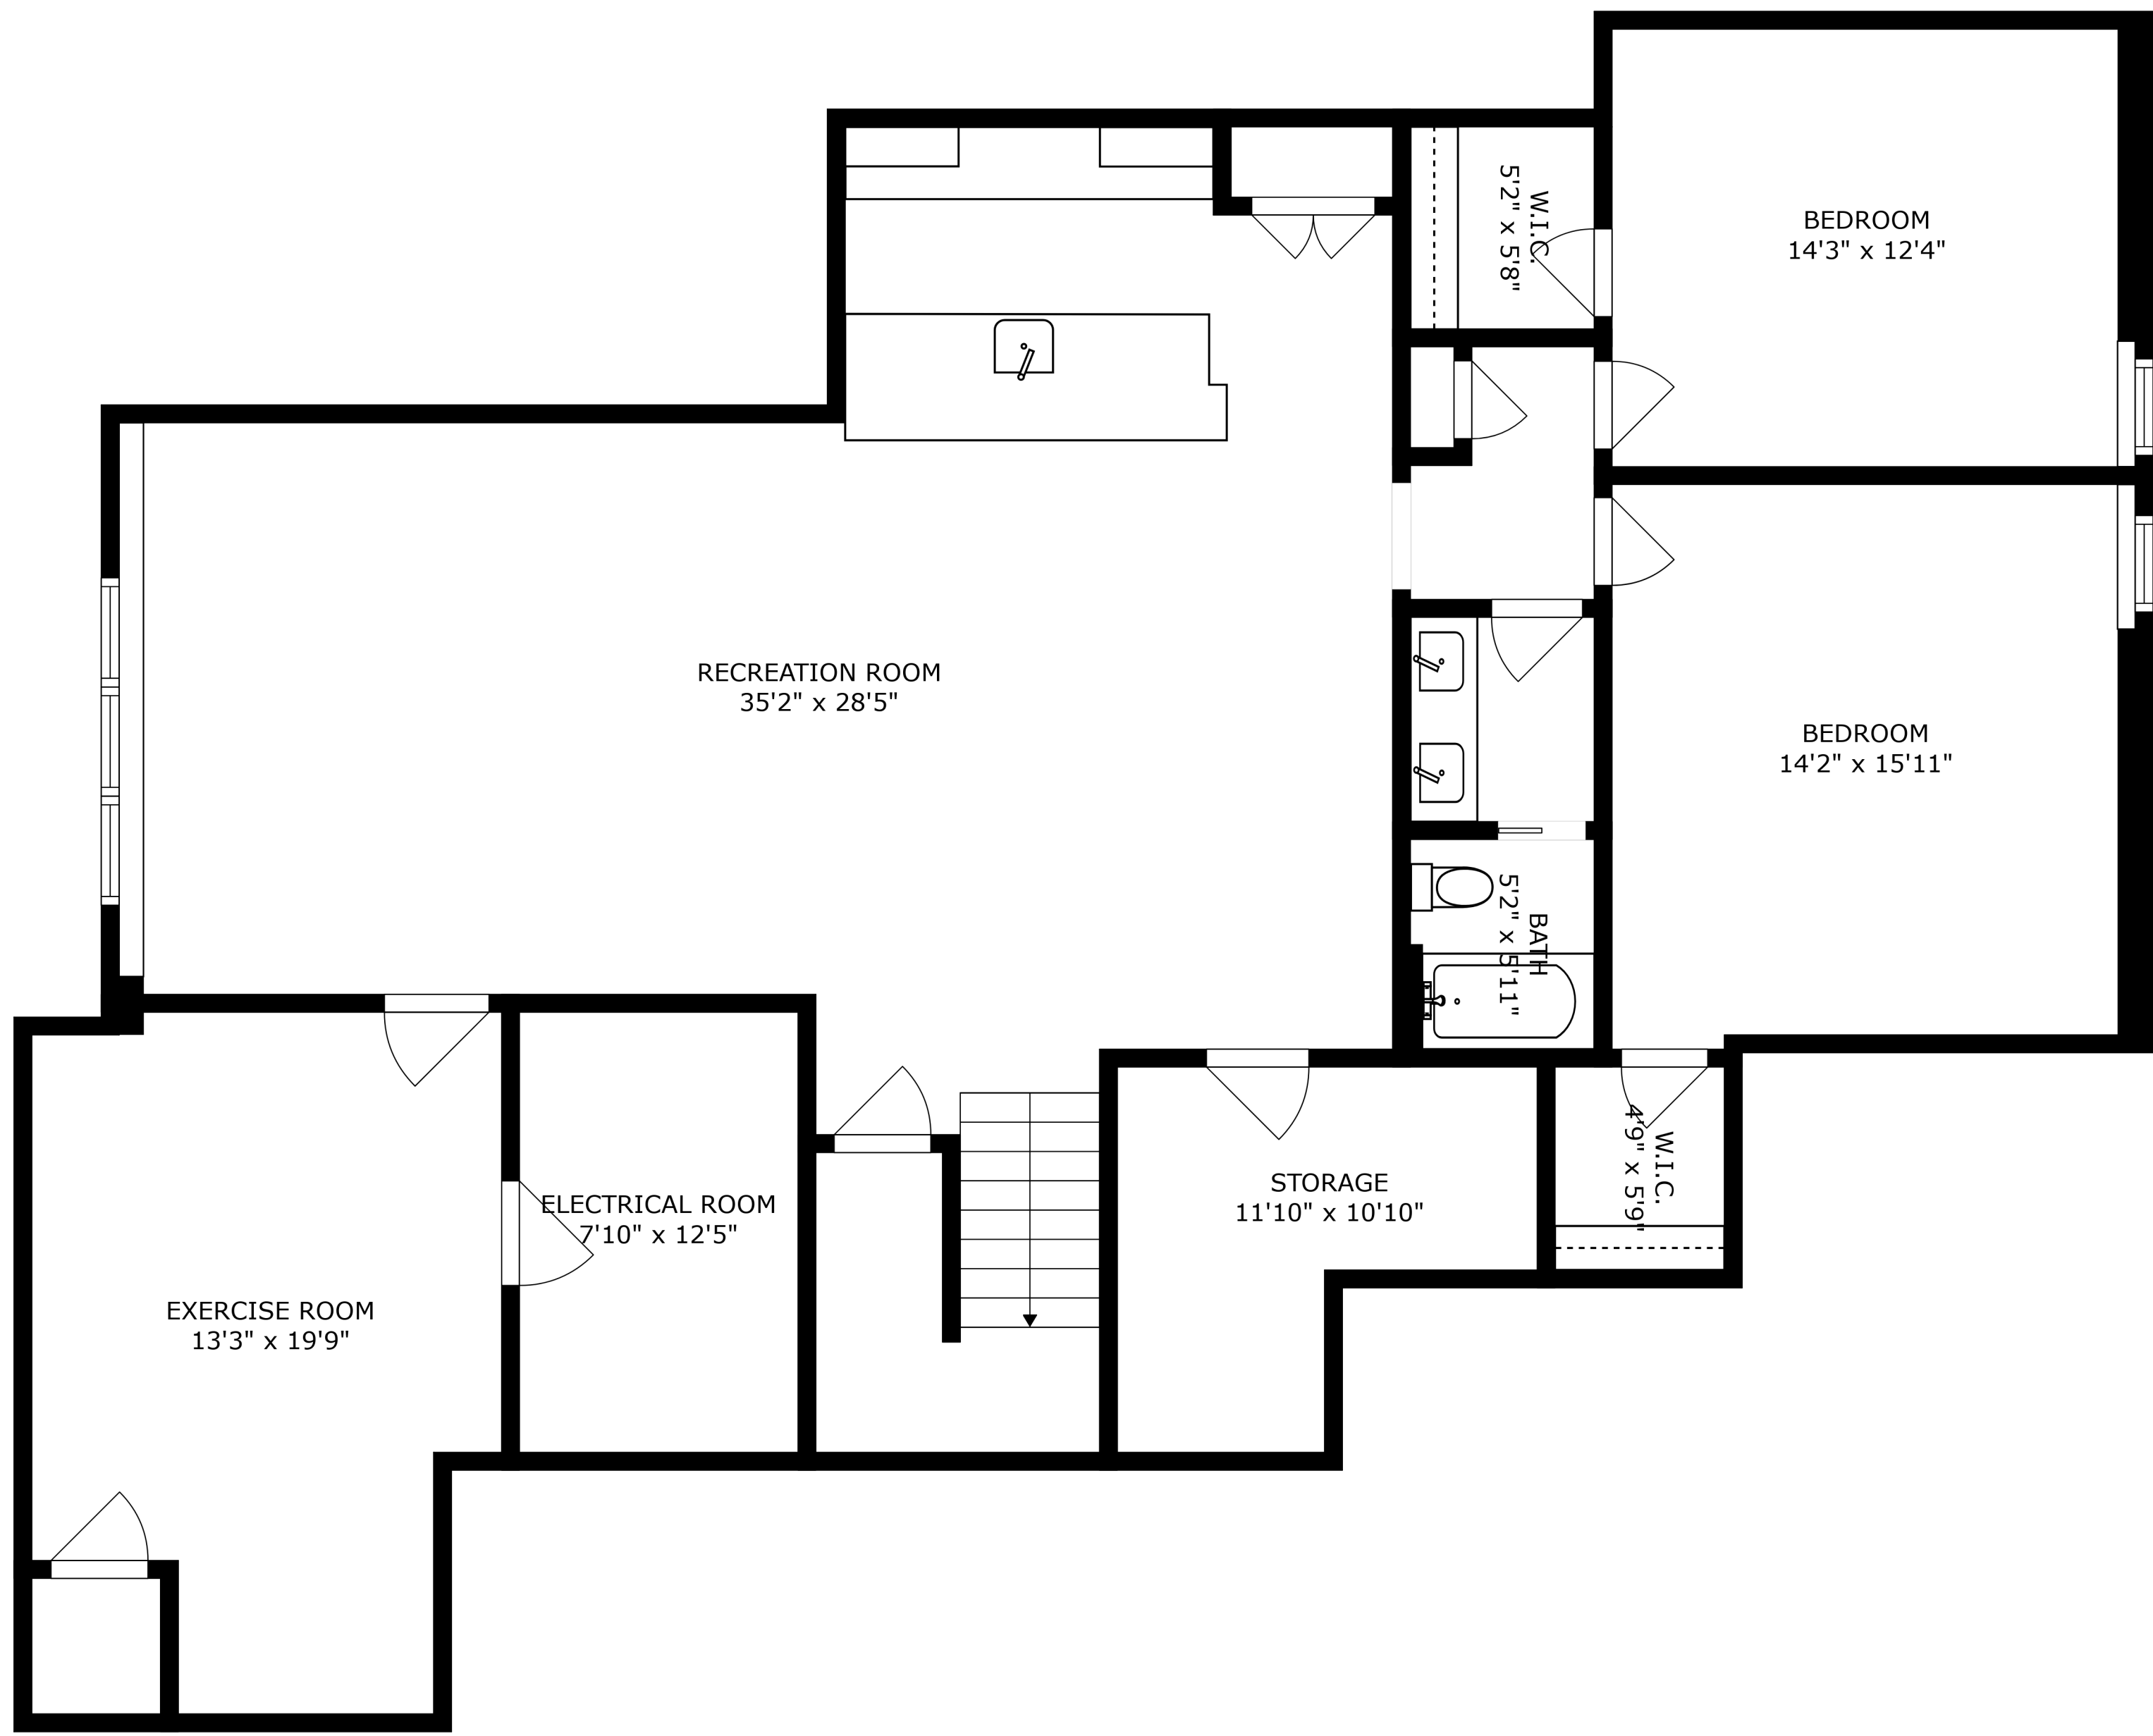 BEDROOM
14'3" x 12'4"
W.I.C.
5'2" x 5'8"
RECREATION ROOM
35'2" x 28'5"
BEDROOM
14'2" x 15'11"
BATH
5'2" x 5'11"
W.I.C.
4'9" x 5'9"
STORAGE
11'10" x 10'10"
ELECTRICAL ROOM
7'10" x 12'5"
EXERCISE ROOM
13'3" x 19'9"